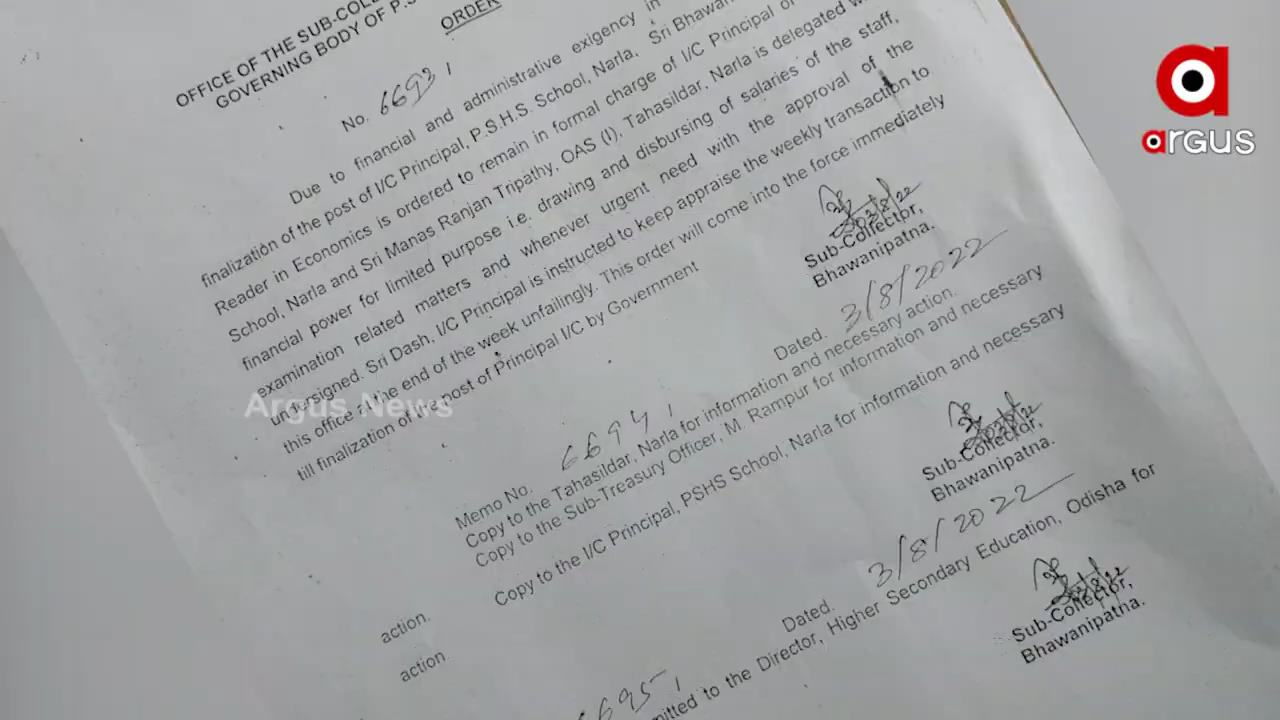 OFFICE OF THE SUB-COLLE
GOVERNING BODY OF P.S
ORDER
No. 6693
Due to financial and administrative exigency in
finalization of the post of I/C Principal, P.S.H.S. School, Narla, Sri Bhawan
Reader in Economics is ordered to remain in formal charge of I/C Principal of
School, Narla and Sri Manas Ranjan Tripathy, OAS (I), Tahasildar, Narla is delegated
financial power for limited purpose i.e. drawing and disbursing of salaries of the staff,
examination related matters and whenever urgent need with the approval of the
undersigned. Sri Dash, I/C Principal is instructed to keep appraise the weekly transaction to
this office at the end of the week unfailingly. This order will come into the force immediately
till finalization of the post of Principal I/C by Government
Sub-Collector,
Bhawanipatna.
Memo No. 6694 Dated. 3/8/2022
Copy to the Tahasildar, Narla for information and necessary action.
Copy to the Sub-Treasury Officer, M. Rampur for information and necessary
action.
Copy to the I/C Principal, PSHS School, Narla for information and necessary
action
Sub-Collector,
Bhawanipatna.
6695 Dated. 3/8/2022
mitted to the Director, Higher Secondary Education, Odisha for
Sub-Collector,
Bhawanipatna.
Argus News
a
argus